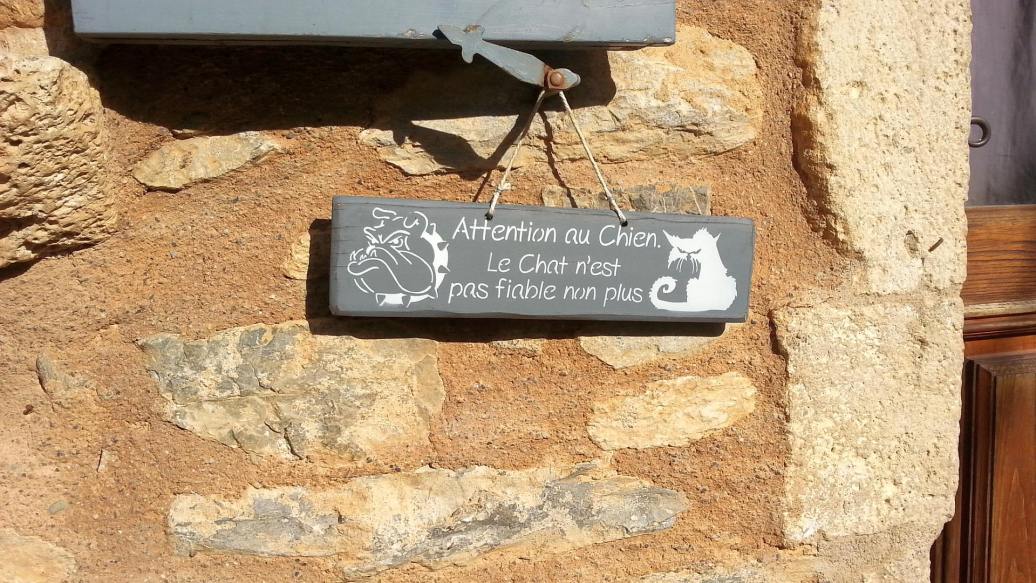 Attention au Chien.
Le Chat n'est
pas fiable non plus